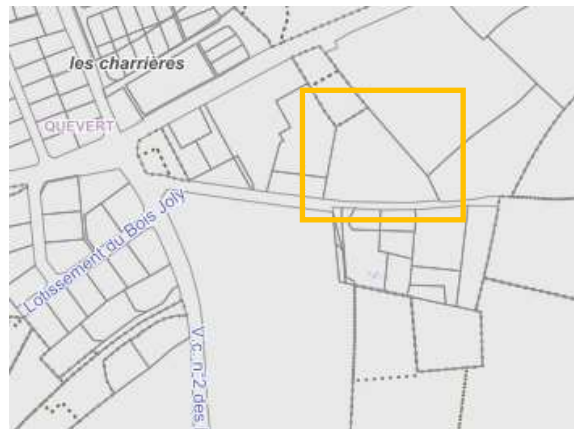 les charrières
QUEVERT
Lotissement du Bois Joly
V.c. n. 2 des